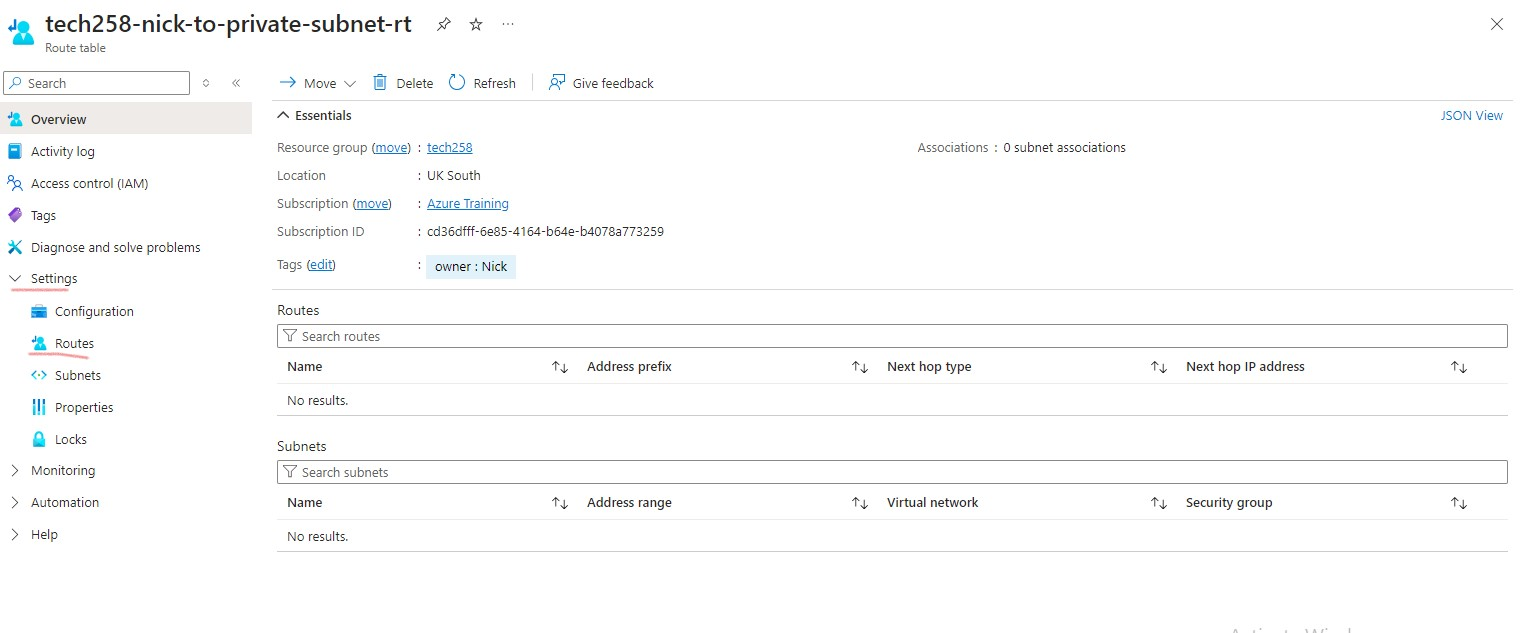 tech258-nick-to-private-subnet-rt
Route table
Search
Move Delete Refresh Give feedback
Overview
Activity log
Access control (IAM)
Tags
Diagnose and solve problems
Settings
Configuration
Routes
Subnets
Properties
Locks
Monitoring
Automation
Help
Essentials JSON View
Resource group (move) : tech258 Associations : 0 subnet associations
Location : UK South
Subscription (move) : Azure Training
Subscription ID : cd36dfff-6e85-4164-b64e-b4078a773259
Tags (edit) : owner : Nick
Routes
Search routes
Name Address prefix Next hop type Next hop IP address
No results.
Subnets
Search subnets
Name Address range Virtual network Security group
No results.